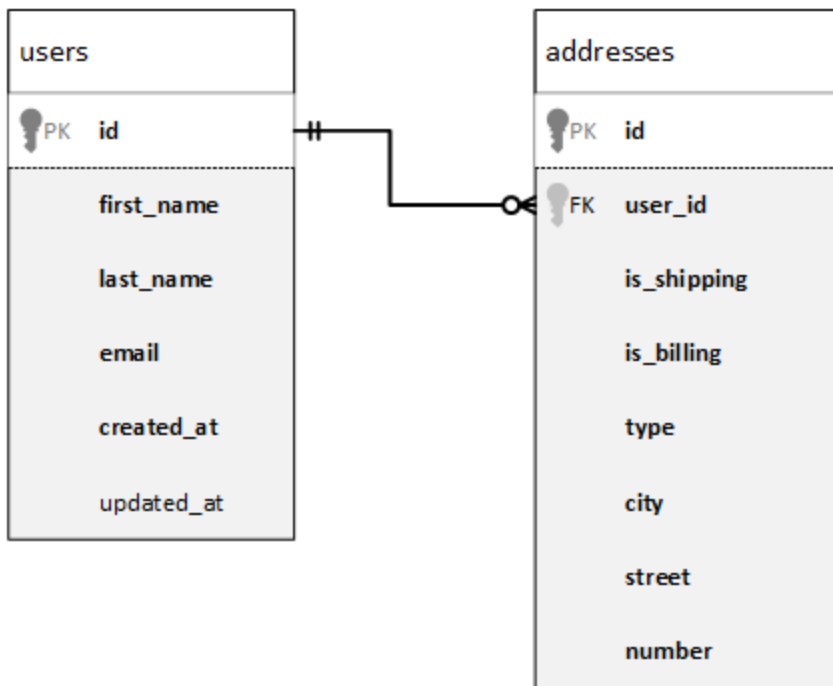 users
PK id
first_name
last_name
email
created_at
updated_at
addresses
PK id
FK user_id
is_shipping
is_billing
type
city
street
number